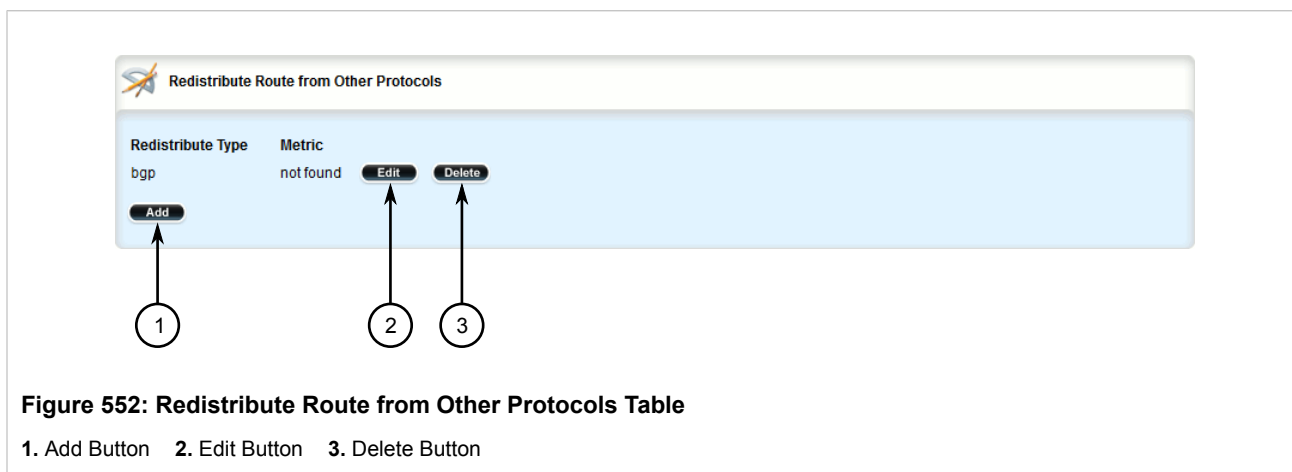 Redistribute Route from Other Protocols
Redistribute Type Metric
bgp not found Edit Delete
Add
1 2 3
Figure 552: Redistribute Route from Other Protocols Table
1. Add Button 2. Edit Button 3. Delete Button